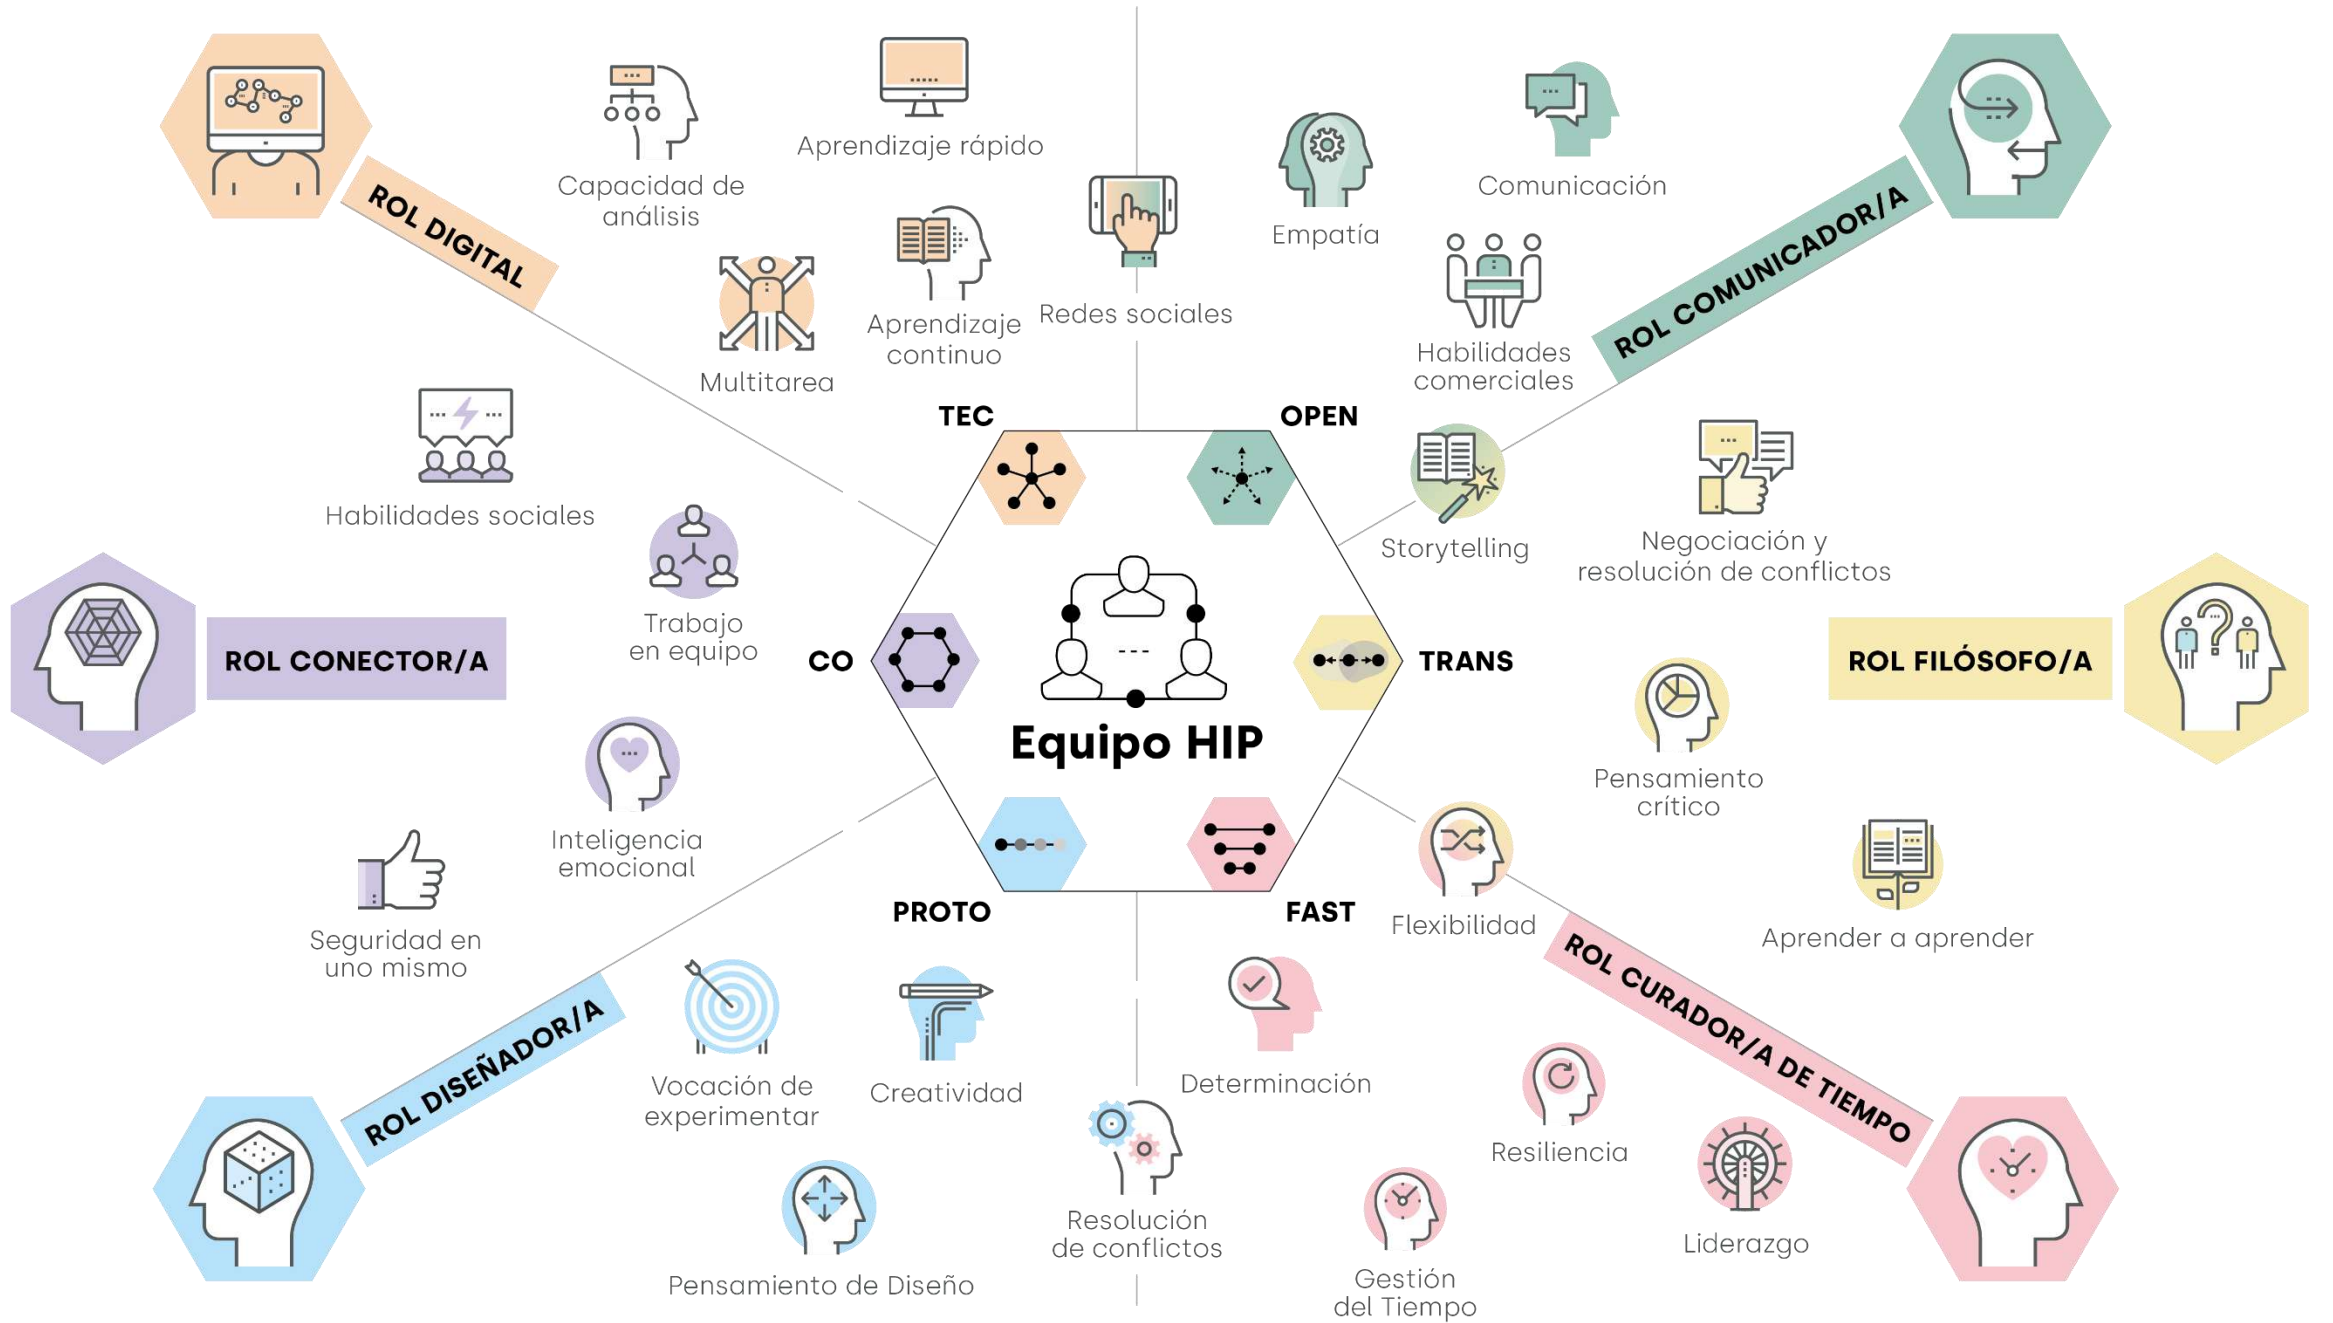 ROL DIGITAL
Capacidad de
análisis
Aprendizaje rápido
Multitarea
Aprendizaje
continuo
Redes sociales
Empatía
Comunicación
Habilidades
comerciales
ROL COMUNICADOR/A
TEC
OPEN
Habilidades sociales
Trabajo
en equipo
Storytelling
Negociación y
resolución de conflictos
ROL CONECTOR/A
CO
Equipo HIP
TRANS
ROL FILÓSOFO/A
Inteligencia
emocional
Seguridad en
uno mismo
Pensamiento
crítico
Flexibilidad
Aprender a aprender
PROTO
FAST
ROL DISEÑADOR/A
Vocación de
experimentar
Creatividad
Pensamiento de Diseño
Resolución
de conflictos
Determinación
Resiliencia
Gestión
del Tiempo
Liderazgo
ROL CURADOR/A DE TIEMPO